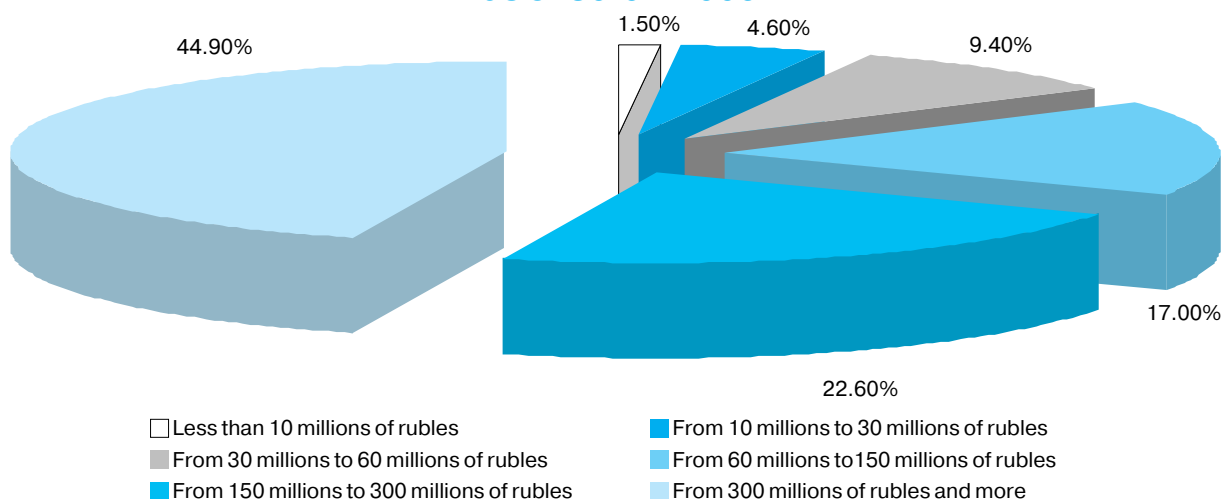 1.50%
4.60%
9.40%
44.90%
17.00%
22.60%
Less than 10 millions of rubles
From 10 millions to 30 millions of rubles
From 30 millions to 60 millions of rubles
From 60 millions to150 millions of rubles
From 150 millions to 300 millions of rubles
From 300 millions of rubles and more